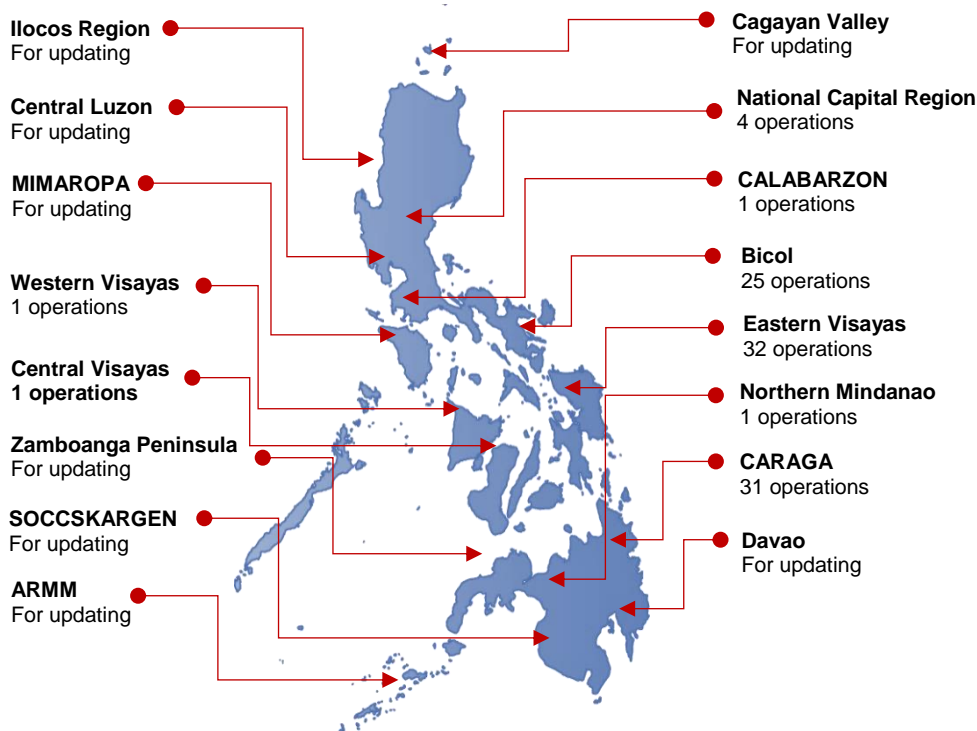 Ilocos Region
For updating
Central Luzon
For updating
MIMAROPA
For updating
Western Visayas
1 operations
Central Visayas
1 operations
Zamboanga Peninsula
For updating
SOCCSKARGEN
For updating
ARMM
For updating
Cagayan Valley
For updating
National Capital Region
4 operations
CALABARZON
1 operations
Bicol
25 operations
Eastern Visayas
32 operations
Northern Mindanao
1 operations
CARAGA
31 operations
Davao
For updating